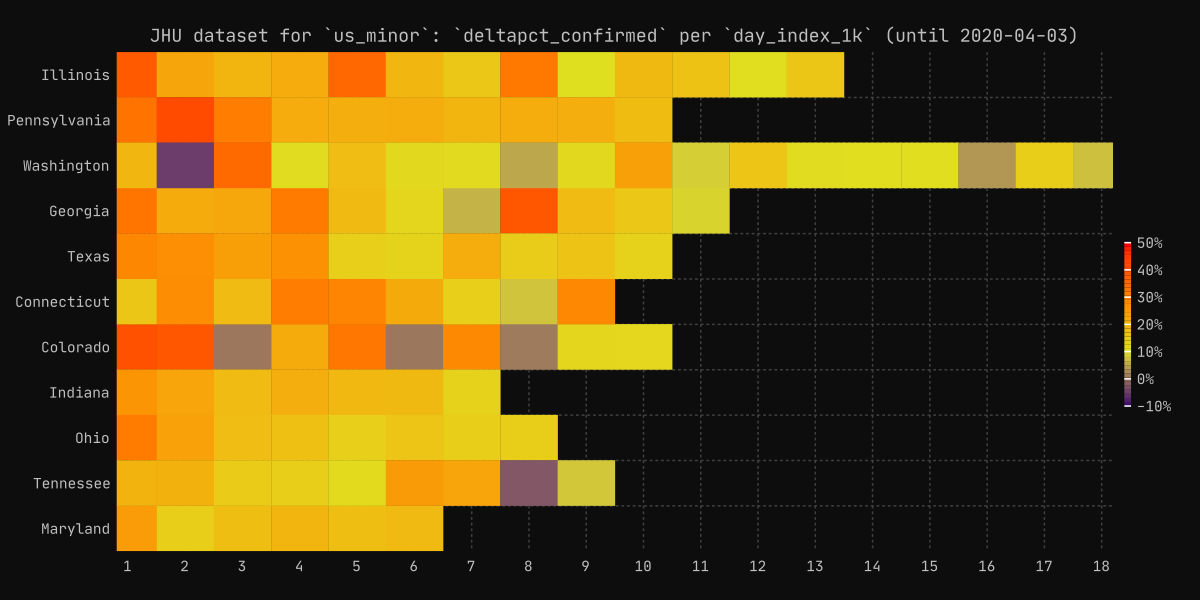 JHU dataset for `us_minor`: `deltapct_confirmed` per `day_index_1k` (until 2020-04-03)
Illinois
Pennsylvania
Washington
Georgia
Texas
Connecticut
Colorado
Indiana
Ohio
Tennessee
Maryland
50%
40%
30%
20%
10%
0%
-10%
1 2 3 4 5 6 7 8 9 10 11 12 13 14 15 16 17 18